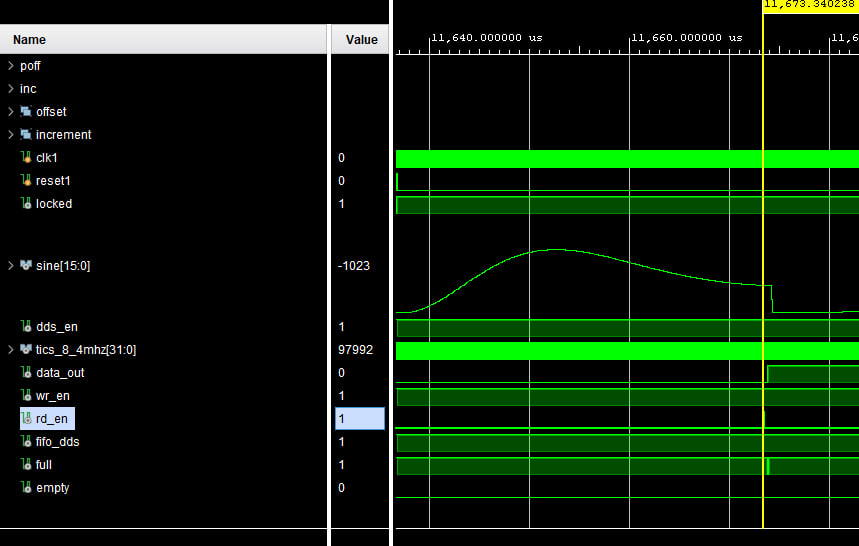 11,673.340238
Name Value
11,640.000000 us 11,660.000000 us 11,6
poff
inc
offset
increment
clk1 0
reset1 0
locked 1
sine[15:0] -1023
dds_en 1
tics_8_4mhz[31:0] 97992
data_out 0
wr_en 1
rd_en 1
fifo_dds 1
full 1
empty 0